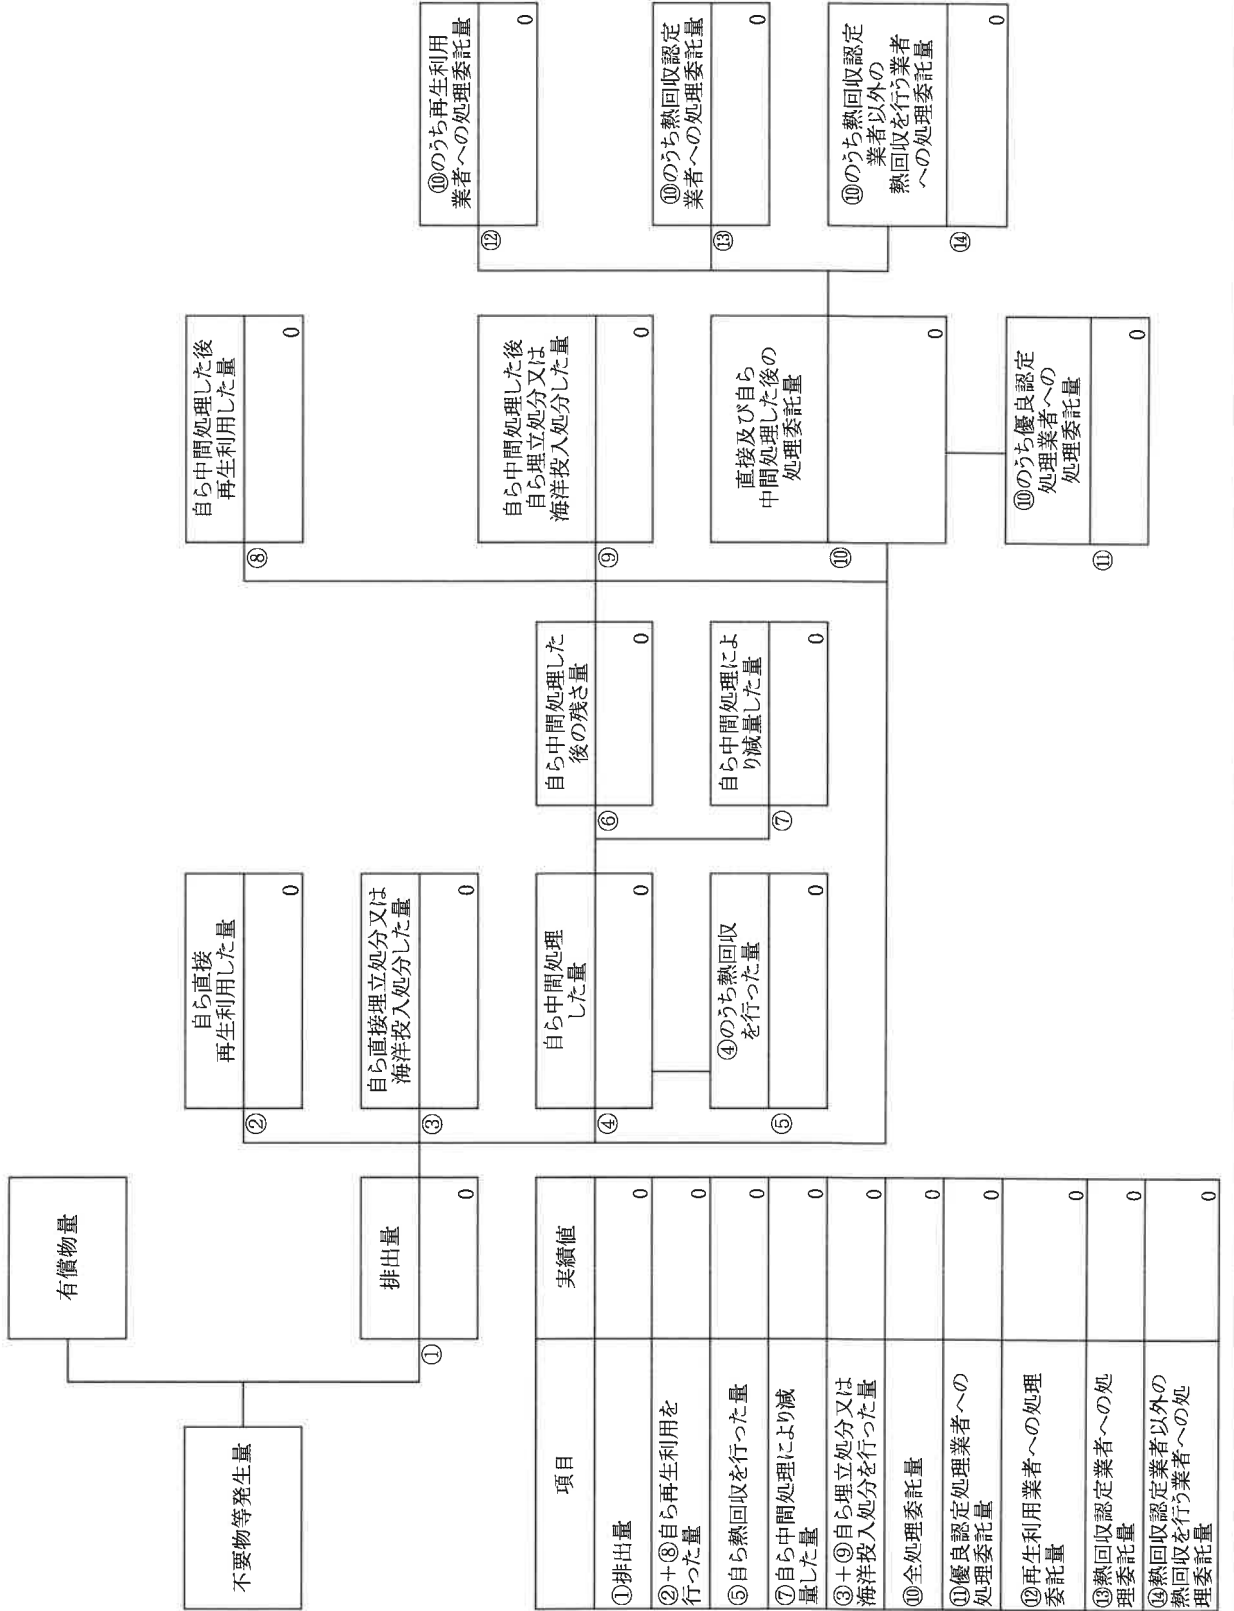 有償物量
不要物等発生量
排出量
①
0
自ら直接
再生利用した量
②
0
自ら直接埋立処分又は
海洋投入処分した量
③
0
自ら中間処理
した量
④
0
④のうち熱回収
を行った量
⑤
0
自ら中間処理した
後の残さ量
⑥
0
自ら中間処理によ
り減量した量
⑦
0
自ら中間処理した後
再生利用した量
⑧
0
自ら中間処理した後
自ら埋立処分又は
海洋投入処分した量
⑨
0
直接及び自ら
中間処理した後の
処理委託量
⑩
0
⑩のうち優良認定
処理業者への
処理委託量
⑪
0
⑩のうち再生利用
業者への処理委託量
⑫
0
⑩のうち熱回収認定
業者への処理委託量
⑬
0
⑩のうち熱回収認定
業者以外の
熱回収を行う業者
への処理委託量
⑭
0
項目 実績値
①排出量 0
②+⑧自ら再生利用を
行った量 0
⑤自ら熱回収を行った量 0
⑦自ら中間処理により減
量した量 0
③+⑨自ら埋立処分又は
海洋投入処分を行った量 0
⑩全処理委託量 0
⑪優良認定処理業者への
処理委託量 0
⑫再生利用業者への処理
委託量 0
⑬熱回収認定業者への処
理委託量 0
⑭熱回収認定業者以外の
熱回収を行う業者への処
理委託量 0